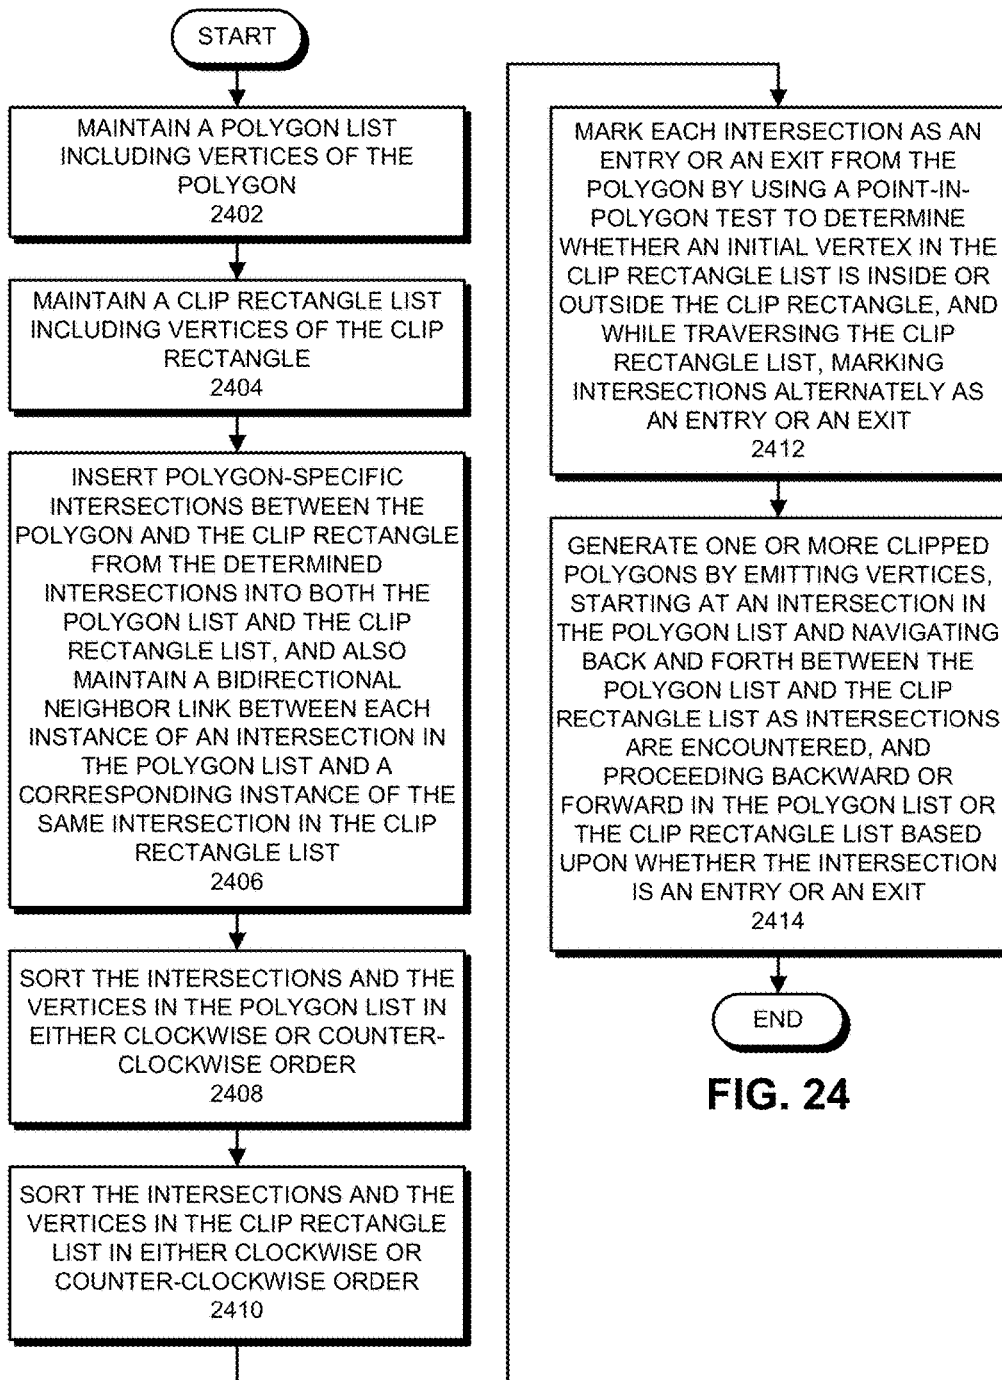 START
MAINTAIN A POLYGON LIST
INCLUDING VERTICES OF THE
POLYGON
2402
MAINTAIN A CLIP RECTANGLE LIST
INCLUDING VERTICES OF THE CLIP
RECTANGLE
2404
INSERT POLYGON-SPECIFIC
INTERSECTIONS BETWEEN THE
POLYGON AND THE CLIP RECTANGLE
FROM THE DETERMINED
INTERSECTIONS INTO BOTH THE
POLYGON LIST AND THE CLIP
RECTANGLE LIST, AND ALSO
MAINTAIN A BIDIRECTIONAL
NEIGHBOR LINK BETWEEN EACH
INSTANCE OF AN INTERSECTION IN
THE POLYGON LIST AND A
CORRESPONDING INSTANCE OF THE
SAME INTERSECTION IN THE CLIP
RECTANGLE LIST
2406
SORT THE INTERSECTIONS AND THE
VERTICES IN THE POLYGON LIST IN
EITHER CLOCKWISE OR COUNTER-
CLOCKWISE ORDER
2408
SORT THE INTERSECTIONS AND THE
VERTICES IN THE CLIP RECTANGLE
LIST IN EITHER CLOCKWISE OR
COUNTER-CLOCKWISE ORDER
2410
MARK EACH INTERSECTION AS AN
ENTRY OR AN EXIT FROM THE
POLYGON BY USING A POINT-IN-
POLYGON TEST TO DETERMINE
WHETHER AN INITIAL VERTEX IN THE
CLIP RECTANGLE LIST IS INSIDE OR
OUTSIDE THE CLIP RECTANGLE, AND
WHILE TRAVERSING THE CLIP
RECTANGLE LIST, MARKING
INTERSECTIONS ALTERNATELY AS
AN ENTRY OR AN EXIT
2412
GENERATE ONE OR MORE CLIPPED
POLYGONS BY EMITTING VERTICES,
STARTING AT AN INTERSECTION IN
THE POLYGON LIST AND NAVIGATING
BACK AND FORTH BETWEEN THE
POLYGON LIST AND THE CLIP
RECTANGLE LIST AS INTERSECTIONS
ARE ENCOUNTERED, AND
PROCEEDING BACKWARD OR
FORWARD IN THE POLYGON LIST OR
THE CLIP RECTANGLE LIST BASED
UPON WHETHER THE INTERSECTION
IS AN ENTRY OR AN EXIT
2414
END
FIG. 24